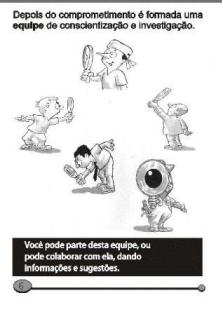 Depois do comprometimento é formada uma
equipe de conscientização e investigação.
Você pode parte desta equipe, ou
pode colaborar com ela, dando
informações e sugestões.
6